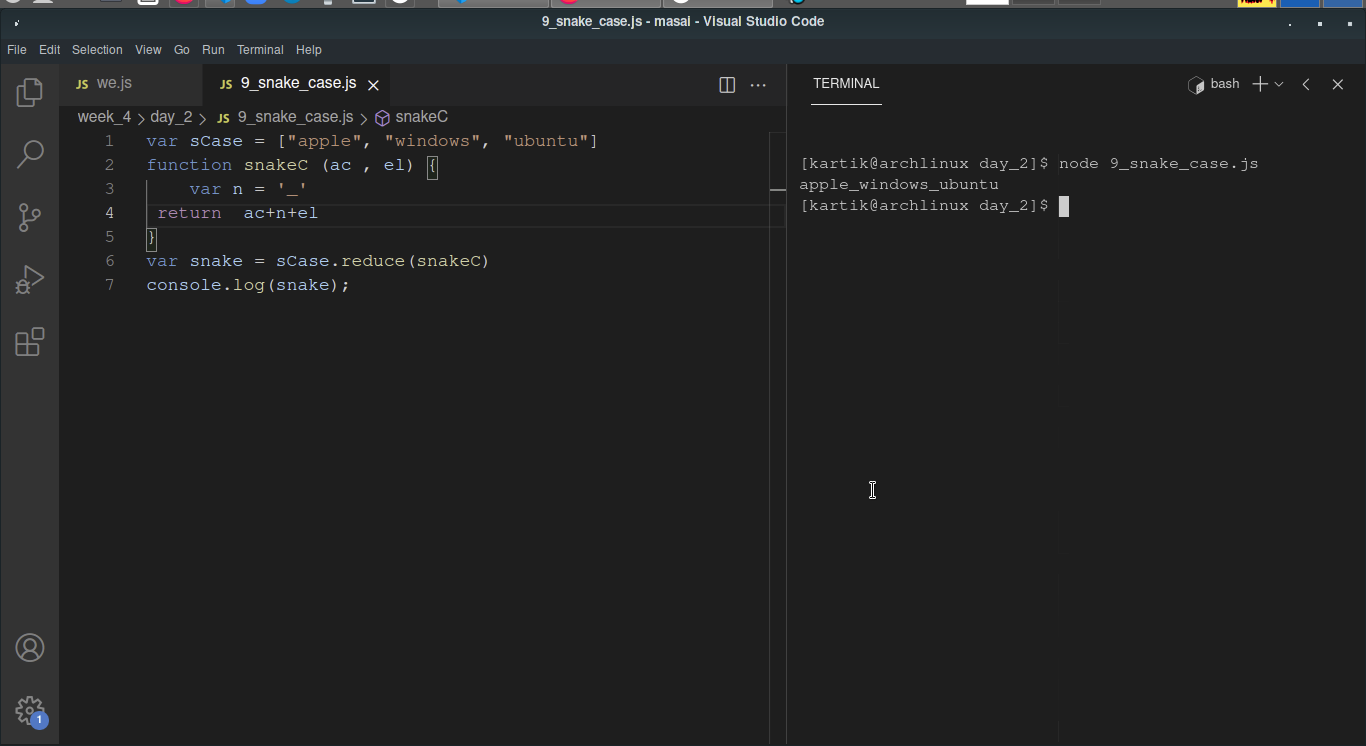 9_snake_case.js - masai - Visual Studio Code
File Edit Selection View Go Run Terminal Help
JS we.js JS 9_snake_case.js
week_4 > day_2 > JS 9_snake_case.js > snakeC
1 var sCase = ["apple", "windows", "ubuntu"]
2 function snakeC (ac , el) {
3 var n = '_'
4 return  ac+n+el
5 }
6 var snake = sCase.reduce(snakeC)
7 console.log(snake);
1
TERMINAL
bash
[kartik@archlinux day_2]$ node 9_snake_case.js
apple_windows_ubuntu
[kartik@archlinux day_2]$